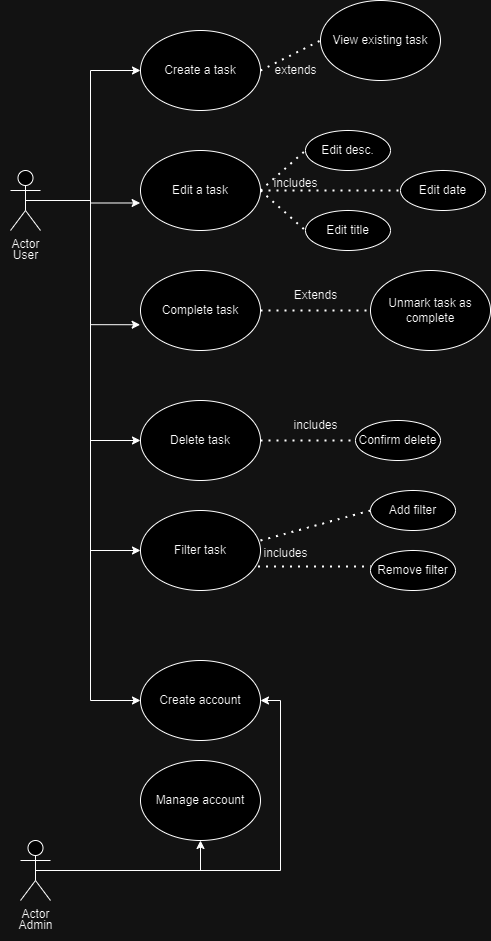 View existing task
Create a task
extends
Edit desc.
includes
Edit a task
Edit date
Edit title
Actor
User
Extends
Complete task
Unmark task as
complete
includes
Delete task
Confirm delete
Add filter
Filter task
includes
Remove filter
Create account
Manage account
Actor
Admin